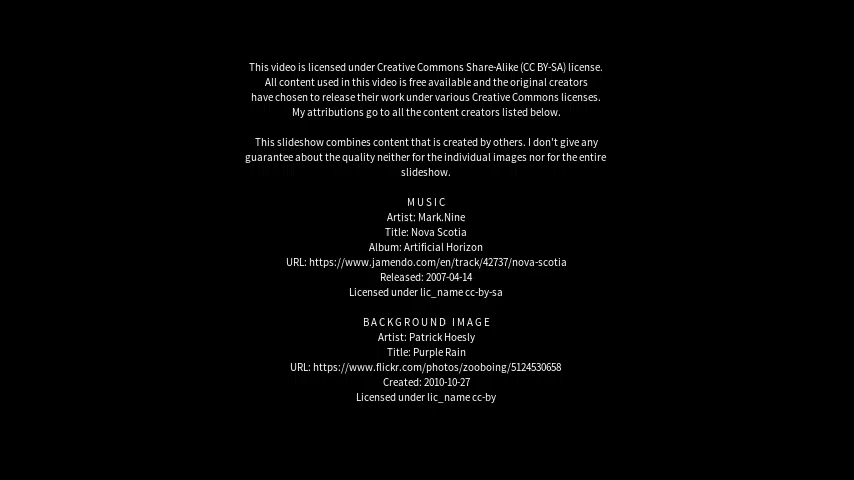 This video is licensed under Creative Commons Share-Alike (CC BY-SA) license.
All content used in this video is free available and the original creators
have chosen to release their work under various Creative Commons licenses.
My attributions go to all the content creators listed below.
This slideshow combines content that is created by others. I don't give any
guarantee about the quality neither for the individual images nor for the entire
slideshow.
MUSIC
Artist: Mark.Nine
Title: Nova Scotia
Album: Artificial Horizon
URL: https://www.jamendo.com/en/track/42737/nova-scotia
Released: 2007-04-14
Licensed under lic_name cc-by-sa
BACKGROUND IMAGE
Artist: Patrick Hoesly
Title: Purple Rain
URL: https://www.flickr.com/photos/zooboing/5124530658
Created: 2010-10-27
Licensed under lic_name cc-by